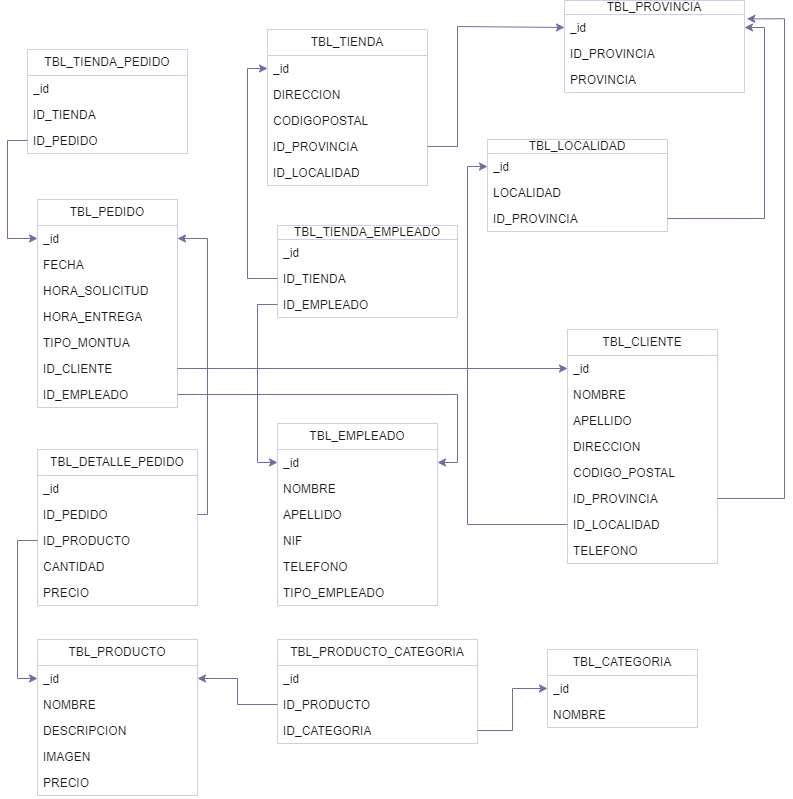 TBL_PROVINCIA
_id
ID_PROVINCIA
PROVINCIA
TBL_TIENDA
_id
DIRECCION
CODIGOPOSTAL
ID_PROVINCIA
ID_LOCALIDAD
TBL_TIENDA_PEDIDO
_id
ID_TIENDA
ID_PEDIDO
TBL_LOCALIDAD
_id
LOCALIDAD
ID_PROVINCIA
TBL_PEDIDO
_id
FECHA
HORA_SOLICITUD
HORA_ENTREGA
TIPO_MONTUA
ID_CLIENTE
ID_EMPLEADO
TBL_TIENDA_EMPLEADO
_id
ID_TIENDA
ID_EMPLEADO
TBL_CLIENTE
_id
NOMBRE
APELLIDO
DIRECCION
CODIGO_POSTAL
ID_PROVINCIA
ID_LOCALIDAD
TELEFONO
TBL_EMPLEADO
_id
NOMBRE
APELLIDO
NIF
TELEFONO
TIPO_EMPLEADO
TBL_DETALLE_PEDIDO
_id
ID_PEDIDO
ID_PRODUCTO
CANTIDAD
PRECIO
TBL_PRODUCTO
_id
NOMBRE
DESCRIPCION
IMAGEN
PRECIO
TBL_PRODUCTO_CATEGORIA
_id
ID_PRODUCTO
ID_CATEGORIA
TBL_CATEGORIA
_id
NOMBRE